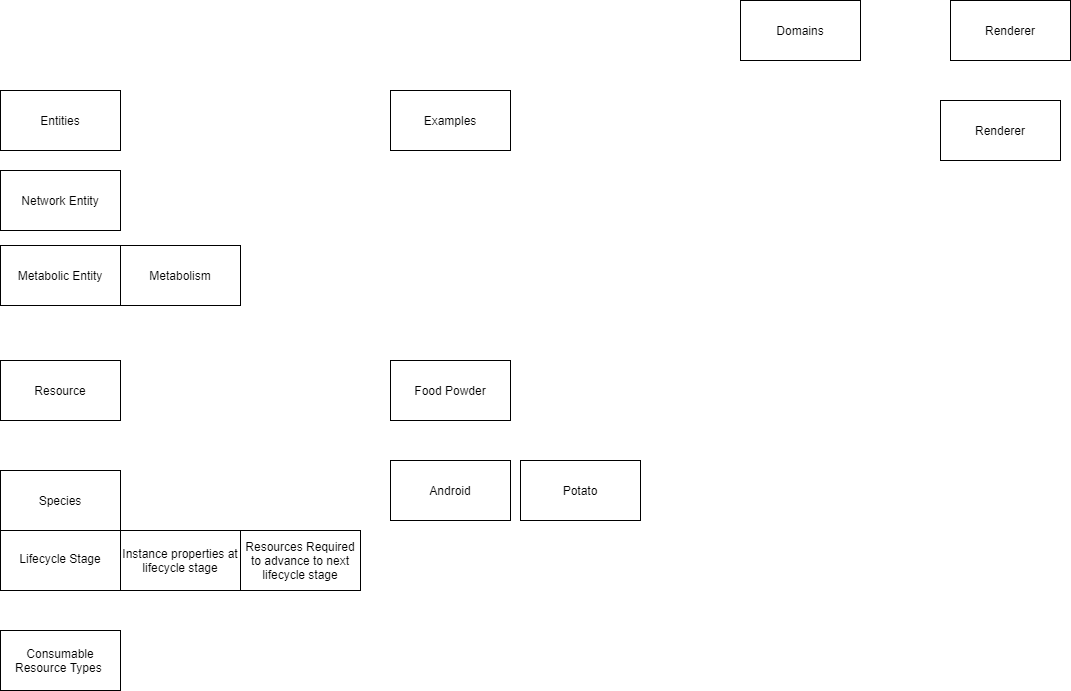 Domains
Renderer
Entities
Examples
Renderer
Network Entity
Metabolic Entity
Metabolism
Resource
Food Powder
Species
Android
Potato
Lifecycle Stage
Instance properties at
lifecycle stage
Resources Required
to advance to next
lifecycle stage
Consumable
Resource Types